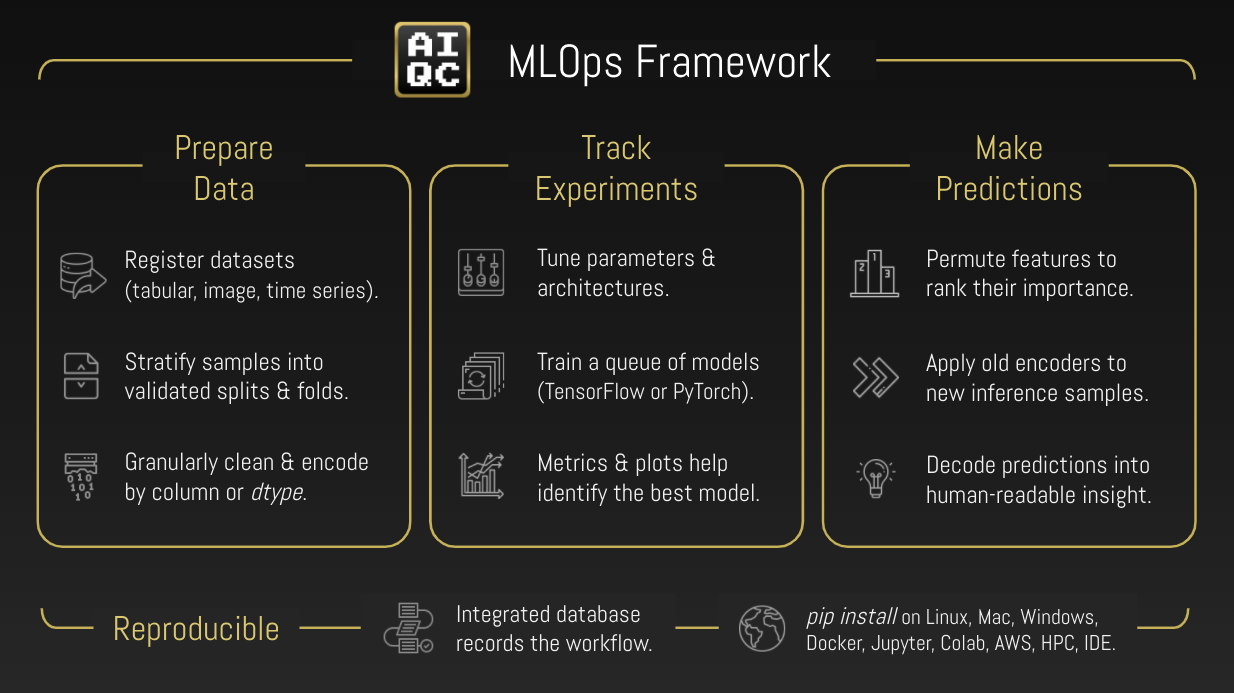 AI
QC
MLOps Framework
Prepare
Data
Register datasets
(tabular, image, time series).
Stratify samples into
validated splits & folds.
010
101
10
Granularly clean & encode
by column or dtype.
Track
Experiments
Tune parameters &
architectures.
Train a queue of models
(TensorFlow or PyTorch).
Metrics & plots help
identify the best model.
Make
Predictions
2 1 3
Permute features to
rank their importance.
Apply old encoders to
new inference samples.
Decode predictions into
human-readable insight.
Reproducible
Integrated database
records the workflow.
pip install on Linux, Mac, Windows,
Docker, Jupyter, Colab, AWS, HPC, IDE.